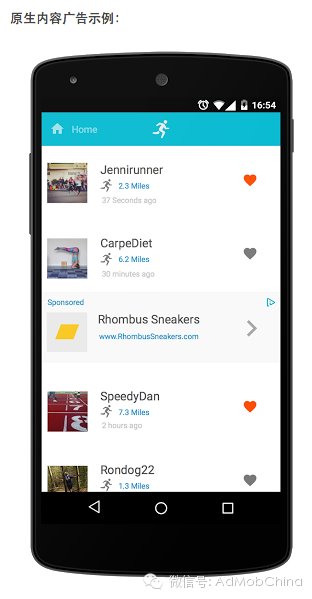 原生内容广告示例：
16:54
Home
Jennirunner
2.3 Miles
37 Seconds ago
CarpeDiet
6.2 Miles
30 minutes ago
Sponsored
Rhombus Sneakers
www.RhombusSneakers.com
SpeedyDan
7.3 Miles
2 hours ago
Rondog22
1.3 Miles
微信号: AdMobChina